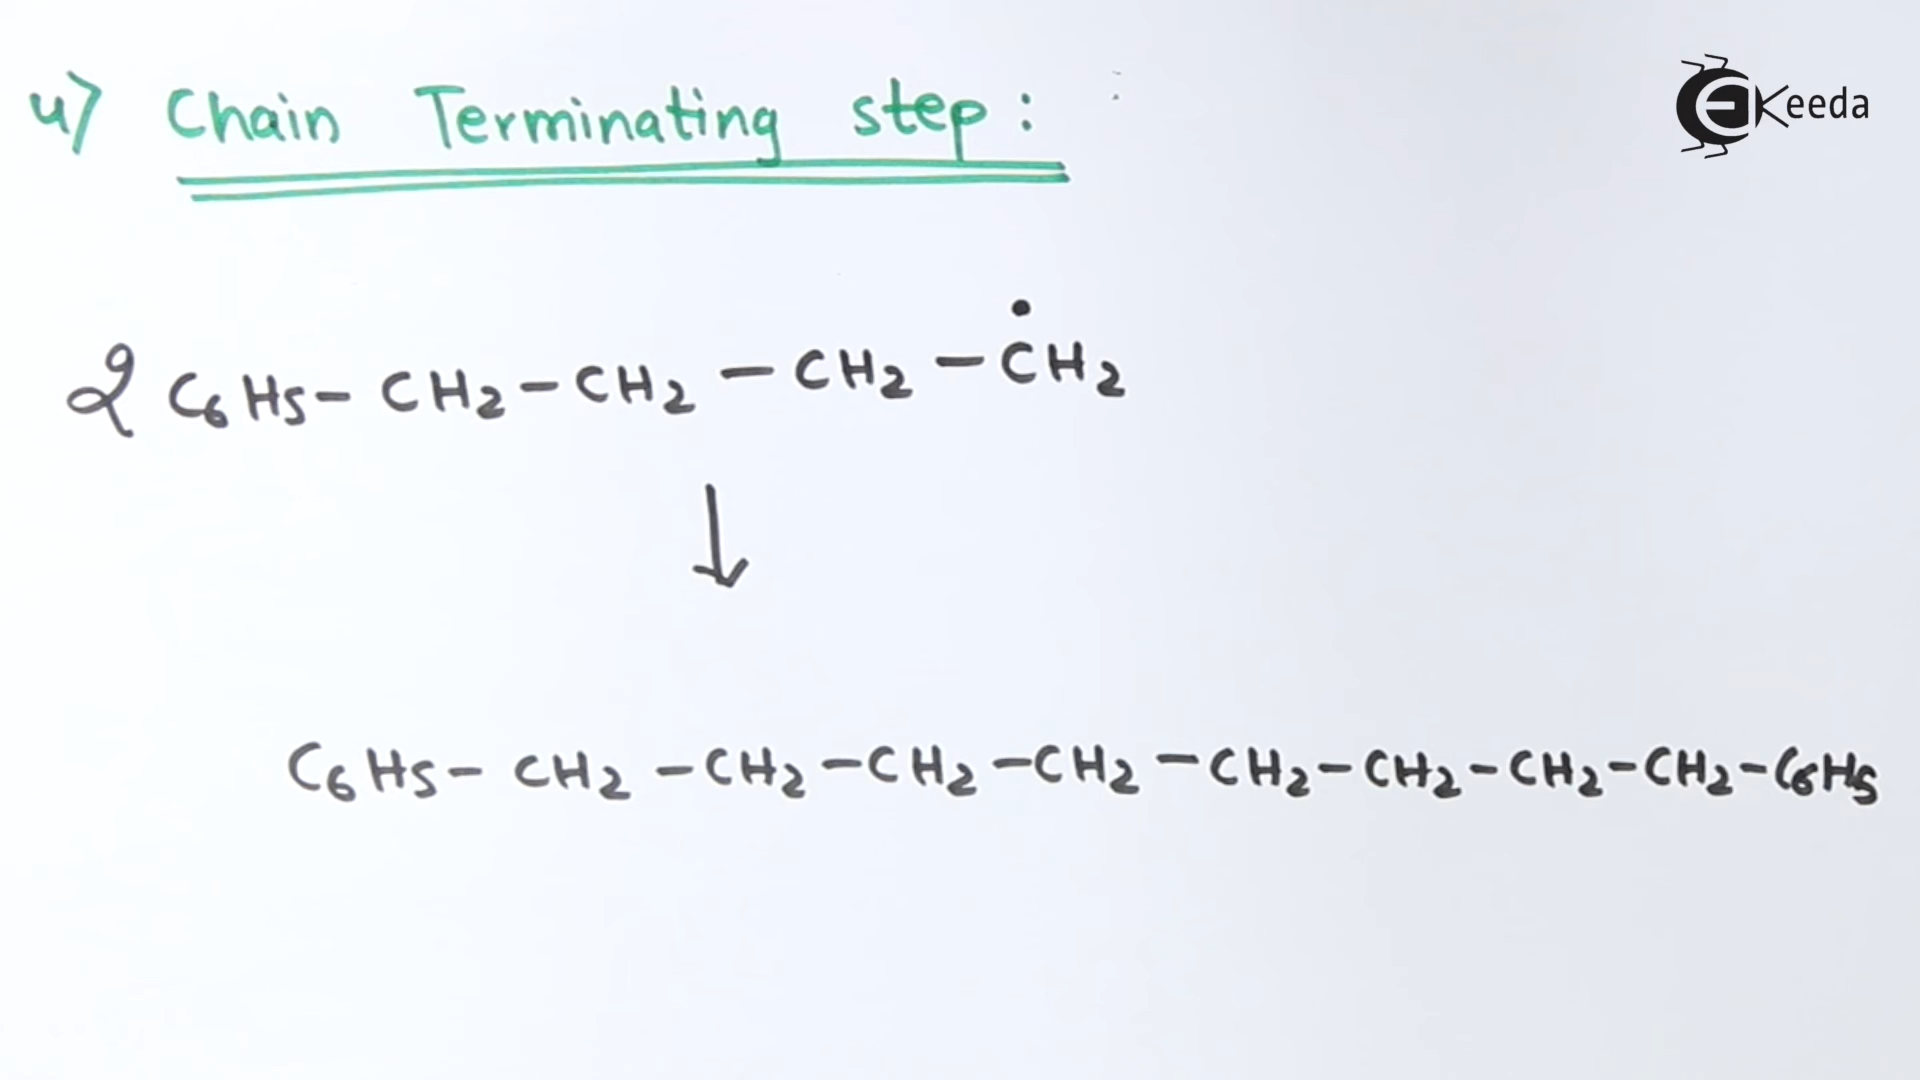 4) Chain Terminating step :
EKeeda
2 C6H5 - CH2 - CH2 - CH2 - ĊH2
↓
C6H5 - CH2 - CH2 - CH2 - CH2 - CH2 - CH2 - CH2 - CH2 - C6H5